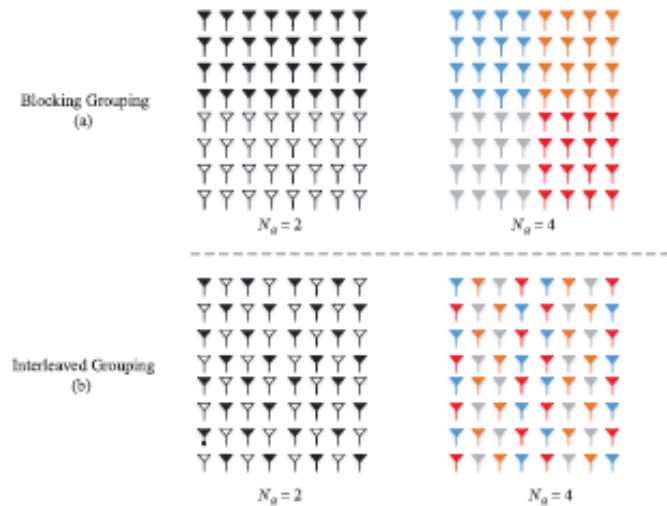 Blocking Grouping
(a)
N_g = 2
N_g = 4
Interleaved Grouping
(b)
N_g = 2
N_g = 4